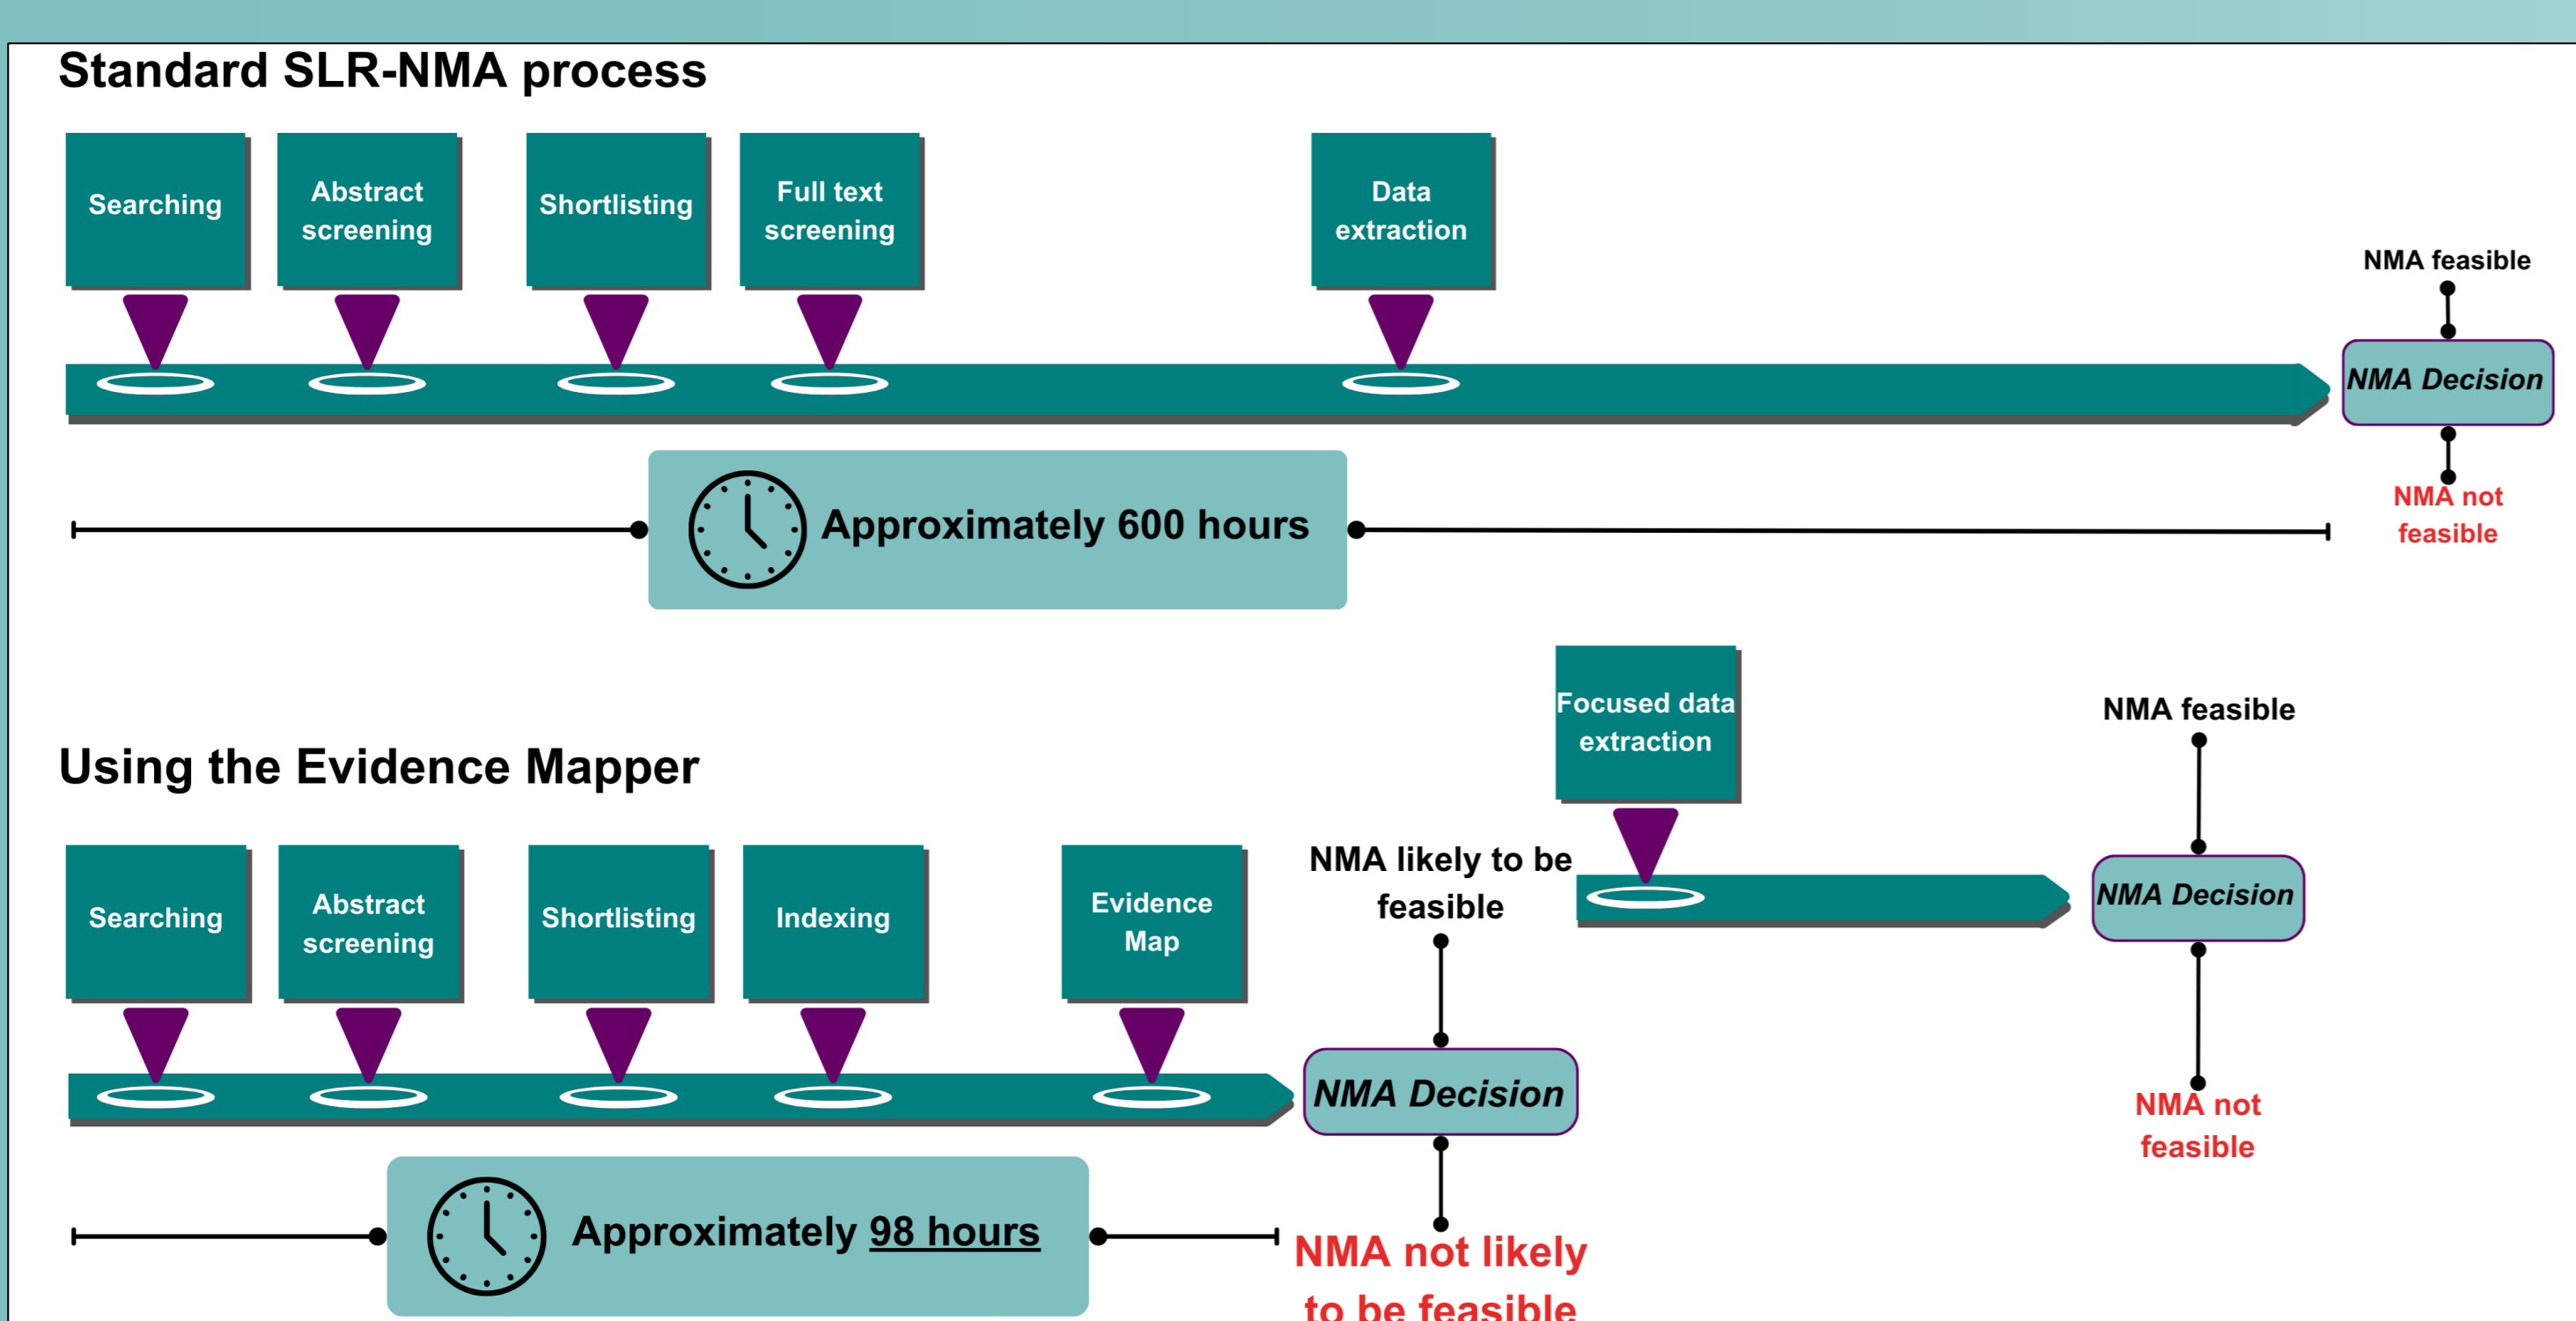 Standard SLR-NMA process
Searching
Abstract
screening
Shortlisting
Full text
screening
Data
extraction
NMA feasible
NMA Decision
NMA not
feasible
Approximately 600 hours
Using the Evidence Mapper
Searching
Abstract
screening
Shortlisting
Indexing
Evidence
Map
NMA likely to be
feasible
NMA Decision
NMA not likely
to be feasible
Approximately 98 hours
Focused data
extraction
NMA feasible
NMA Decision
NMA not
feasible